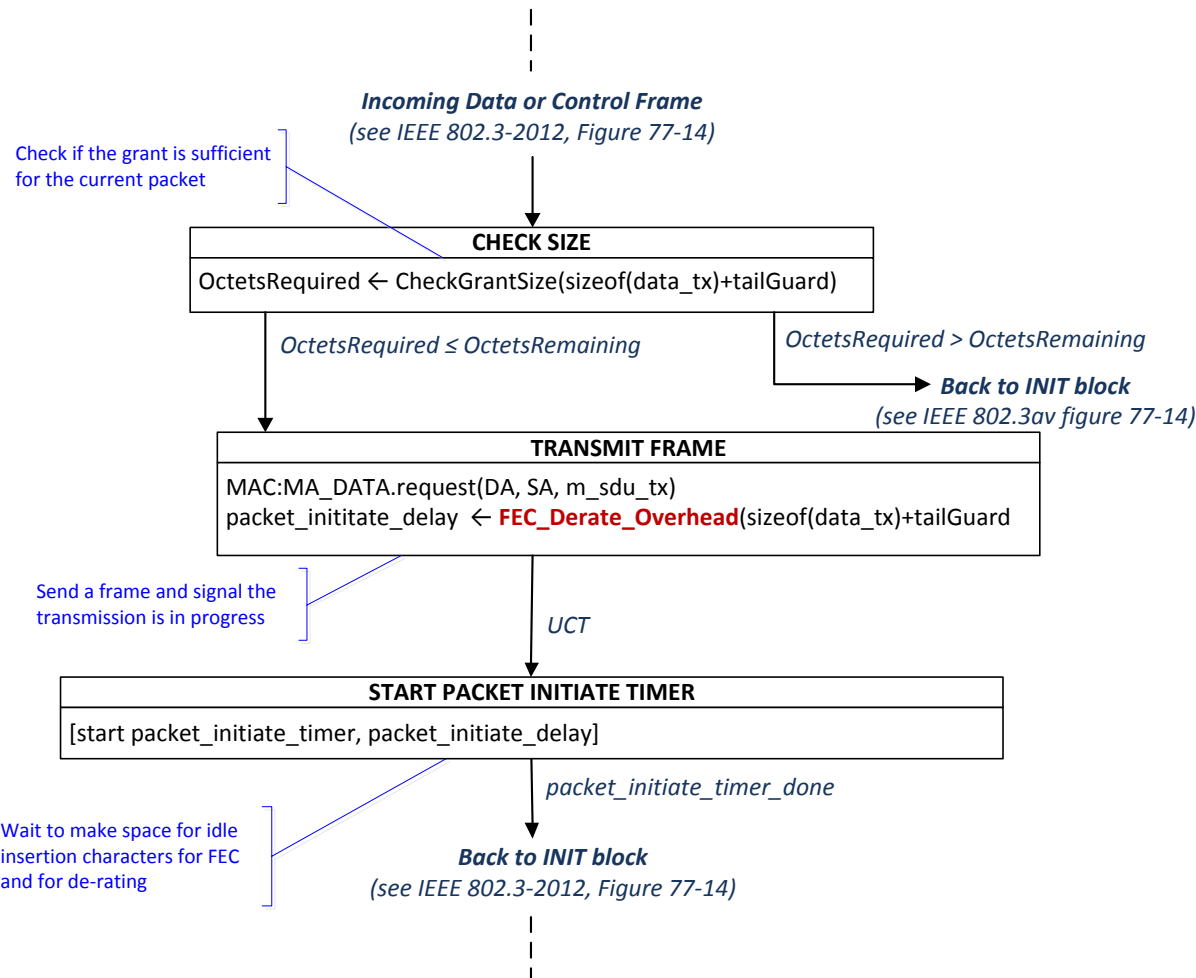 Incoming Data or Control Frame
(see IEEE 802.3-2012, Figure 77-14)
Check if the grant is sufficient
for the current packet
CHECK SIZE
OctetsRequired ← CheckGrantSize(sizeof(data_tx)+tailGuard)
OctetsRequired ≤ OctetsRemaining
OctetsRequired > OctetsRemaining
Back to INIT block
(see IEEE 802.3av figure 77-14)
TRANSMIT FRAME
MAC:MA_DATA.request(DA, SA, m_sdu_tx)
packet_inititate_delay ← FEC_Derate_Overhead(sizeof(data_tx)+tailGuard
Send a frame and signal the
transmission is in progress
UCT
START PACKET INITIATE TIMER
[start packet_initiate_timer, packet_initiate_delay]
packet_initiate_timer_done
Wait to make space for idle
insertion characters for FEC
and for de-rating
Back to INIT block
(see IEEE 802.3-2012, Figure 77-14)